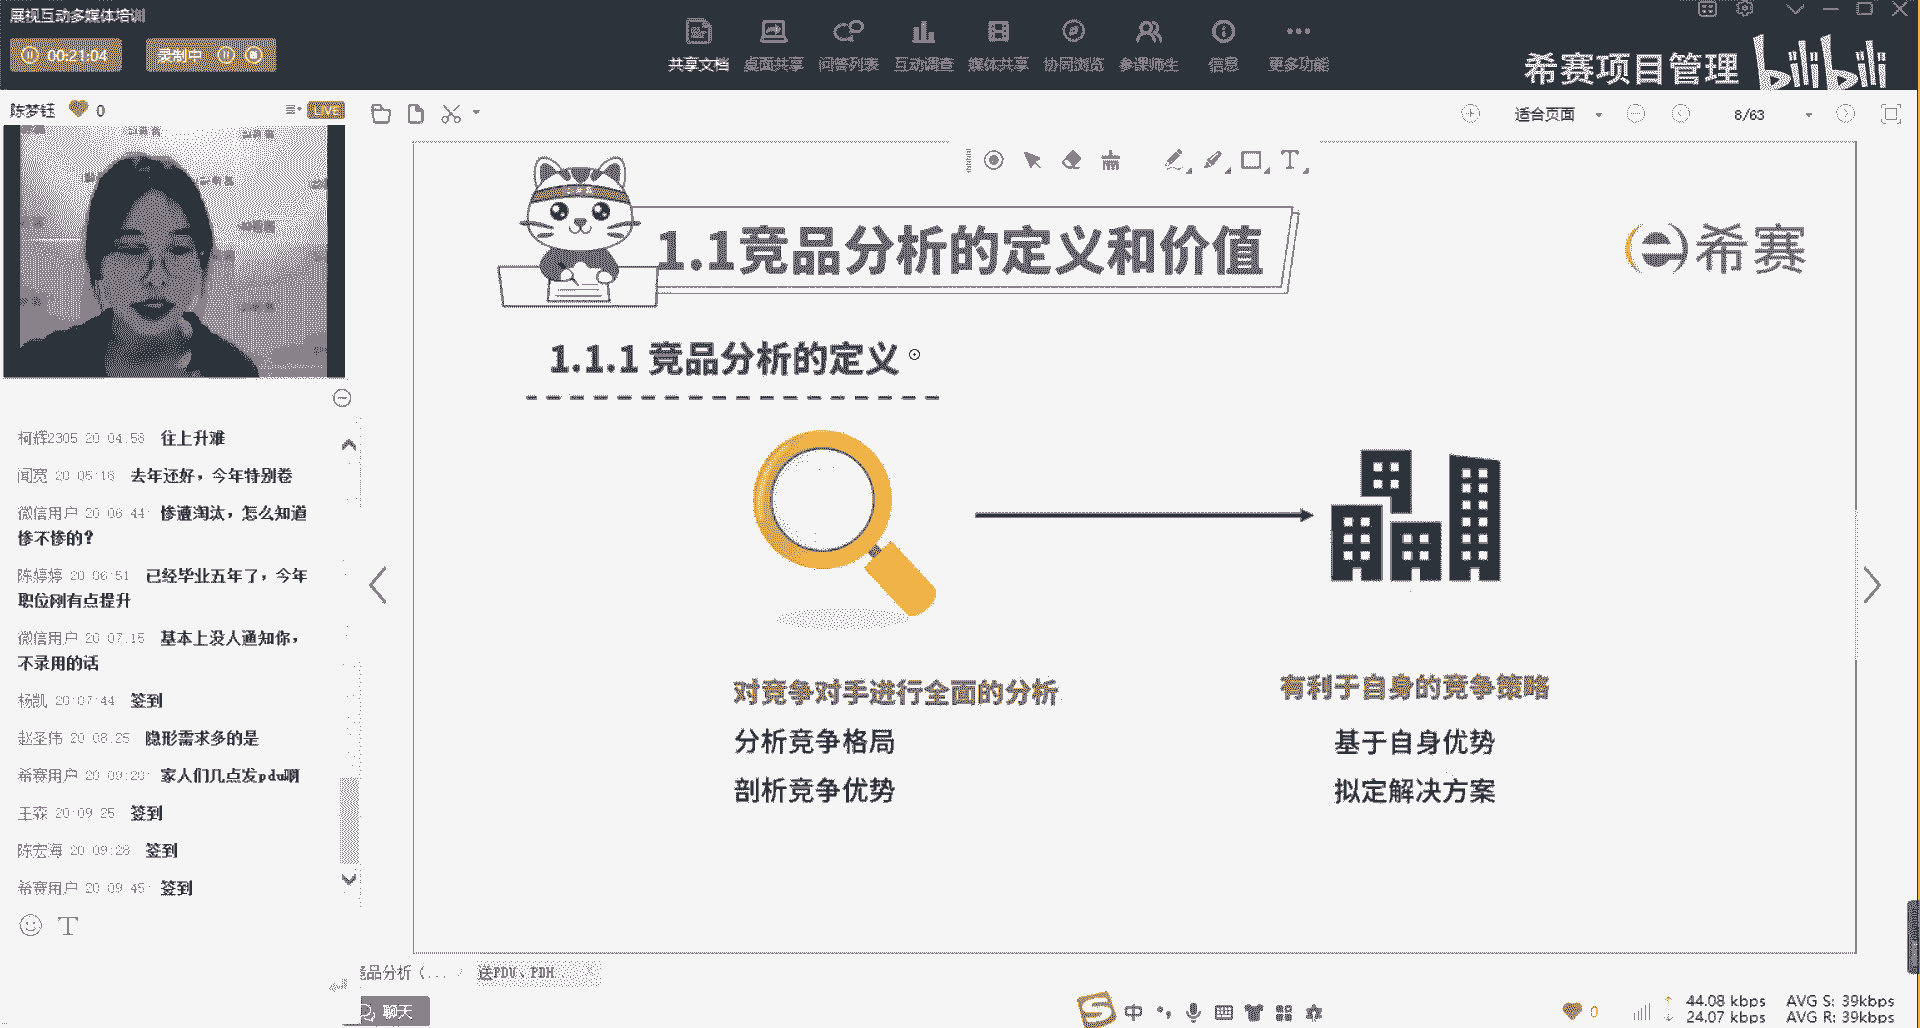 展视互动多媒体培训
00:21:04
录制中
共享文档
桌面共享
问答列表
互动调查
媒体共享
协同浏览
参课师生
信息
更多功能
希赛项目管理
bilibili
陈梦钰
0
LIVE
适合页面
8/63
柯辉2305 20:04:58 往上升难
闻宽 20:05:18 去年还好，今年特别卷
微信用户 20:06:44 惨遭淘汰，怎么知道
惨不惨的？
陈婷婷 20:06:51 已经毕业五年了，今年
职位刚有点提升
微信用户 20:07:15 基本上没人通知你，
不录用的话
杨凯 20:07:44 签到
赵圣伟 20:08:25 隐形需求多的是
希赛用户 20:09:20 家人们几点发pdu啊
王森 20:09:25 签到
陈宏海 20:09:28 签到
希赛用户 20:09:45 签到
1.1竞品分析的定义和价值
希赛
1.1.1 竞品分析的定义
对竞争对手进行全面的分析
分析竞争格局
剖析竞争优势
有利于自身的竞争策略
基于自身优势
拟定解决方案
竞品分析（...
送PDU、PDH
聊天
中
0
44.08 kbps
AVG S: 39kbps
24.07 kbps
AVG R: 39kbps